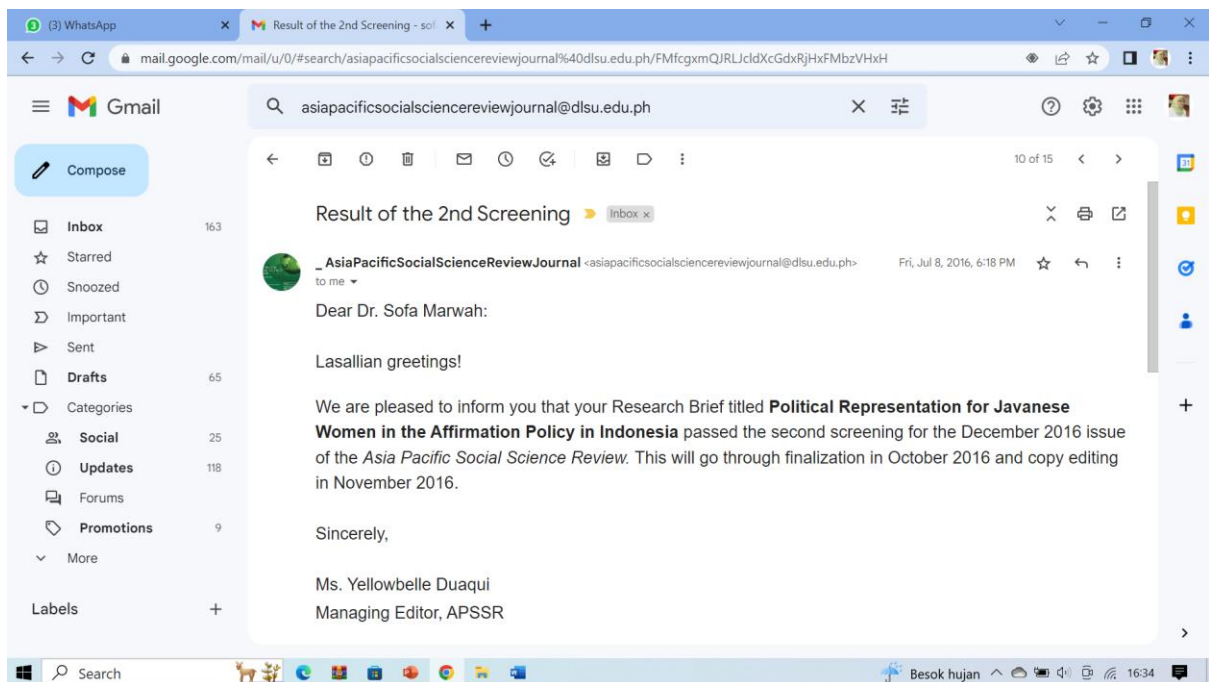 (3) WhatsApp
Result of the 2nd Screening - sof
mail.google.com/mail/u/0/#search/asiapacificsocialsciencereviewjournal%40dlsu.edu.ph/FMfcgxmQJRLJcldXcGdxRjHxFMbzVHxH
Gmail
asiapacificsocialsciencereviewjournal@dlsu.edu.ph
Compose
10 of 15
31
Result of the 2nd Screening Inbox x
Inbox 163
Starred
_ AsiaPacificSocialScienceReviewJournal <asiapacificsocialsciencereviewjournal@dlsu.edu.ph> Fri, Jul 8, 2016, 6:18 PM
to me
Snoozed
Important
Sent
Drafts 65
Categories
Social 25
Updates 118
Forums
Promotions 9
More
Labels
Dear Dr. Sofa Marwah:
Lasallian greetings!
We are pleased to inform you that your Research Brief titled Political Representation for Javanese
Women in the Affirmation Policy in Indonesia passed the second screening for the December 2016 issue
of the Asia Pacific Social Science Review. This will go through finalization in October 2016 and copy editing
in November 2016.
Sincerely,
Ms. Yellowbelle Duaqui
Managing Editor, APSSR
Search
Besok hujan 16:34